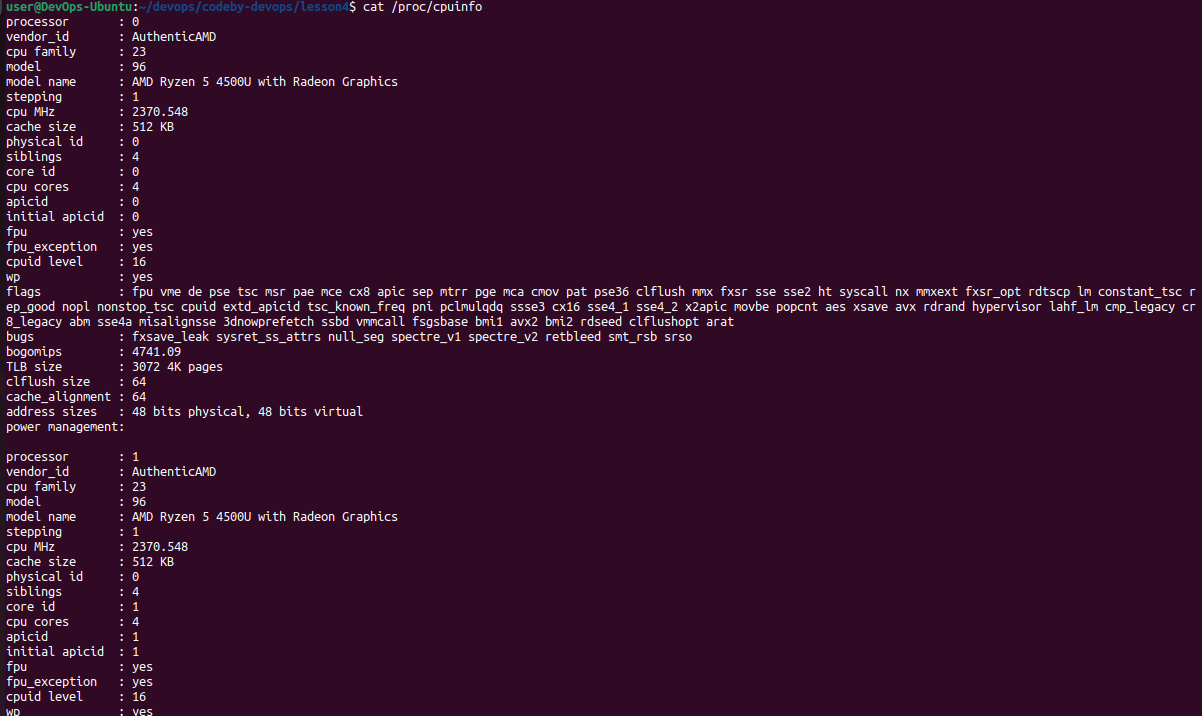 user@DevOps-Ubuntu:~/devops/codeby-devops/lesson4$ cat /proc/cpuinfo
processor	: 0
vendor_id	: AuthenticAMD
cpu family	: 23
model		: 96
model name	: AMD Ryzen 5 4500U with Radeon Graphics
stepping	: 1
cpu MHz		: 2370.548
cache size	: 512 KB
physical id	: 0
siblings	: 4
core id		: 0
cpu cores	: 4
apicid		: 0
initial apicid	: 0
fpu		: yes
fpu_exception	: yes
cpuid level	: 16
wp		: yes
flags		: fpu vme de pse tsc msr pae mce cx8 apic sep mtrr pge mca cmov pat pse36 clflush mmx fxsr sse sse2 ht syscall nx mmxext fxsr_opt rdtscp lm constant_tsc r
ep_good nopl nonstop_tsc cpuid extd_apicid tsc_known_freq pni pclmulqdq ssse3 cx16 sse4_1 sse4_2 x2apic movbe popcnt aes xsave avx rdrand hypervisor lahf_lm cmp_legacy cr
8_legacy abm sse4a misalignsse 3dnowprefetch ssbd vmmcall fsgsbase bmi1 avx2 bmi2 rdseed clflushopt arat
bugs		: fxsave_leak sysret_ss_attrs null_seg spectre_v1 spectre_v2 retbleed smt_rsb srso
bogomips	: 4741.09
TLB size	: 3072 4K pages
clflush size	: 64
cache_alignment	: 64
address sizes	: 48 bits physical, 48 bits virtual
power management:
processor	: 1
vendor_id	: AuthenticAMD
cpu family	: 23
model		: 96
model name	: AMD Ryzen 5 4500U with Radeon Graphics
stepping	: 1
cpu MHz		: 2370.548
cache size	: 512 KB
physical id	: 0
siblings	: 4
core id		: 1
cpu cores	: 4
apicid		: 1
initial apicid	: 1
fpu		: yes
fpu_exception	: yes
cpuid level	: 16
wp		: yes